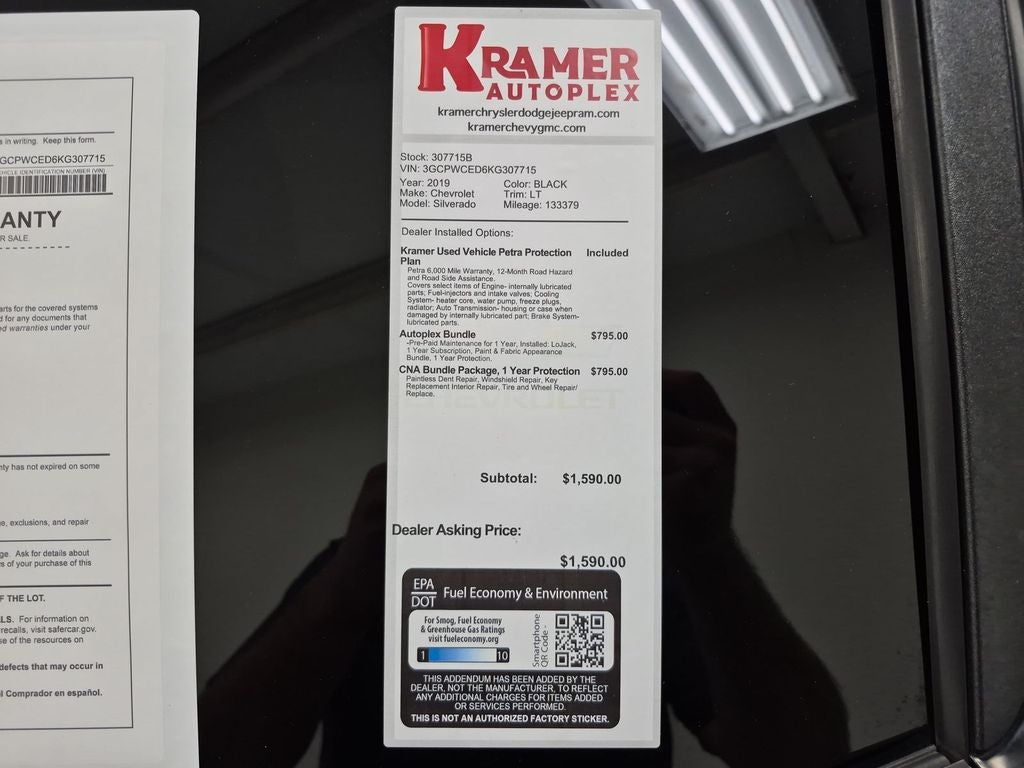 s in writing. Keep this form.
GCPWCED6KG307715
VEHICLE IDENTIFICATION NUMBER (VIN)
ANTY
R SALE.
arts for the covered systems
d for any documents that
ed warranties under your
nty has not expired on some
e, exclusions, and repair
ge. Ask for details about
s of your purchase of this
F THE LOT.
LS. For information on
recalls, visit safercar.gov.
se of the resources on
defects that may occur in
el Comprador en español.
KRAMER
AUTOPLEX
kramerchryslerdodgejeepram.com
kramerchevygmc.com
Stock: 307715B
VIN: 3GCPWCED6KG307715
Year: 2019 Color: BLACK
Make: Chevrolet Trim: LT
Model: Silverado Mileage: 133379
Dealer Installed Options:
Kramer Used Vehicle Petra Protection Included
Plan
Petra 6,000 Mile Warranty, 12-Month Road Hazard
and Road Side Assistance.
Covers select items of Engine- internally lubricated
parts; Fuel-injectors and intake valves; Cooling
System- heater core, water pump, freeze plugs,
radiator; Auto Transmission- housing or case when
damaged by internally lubricated part; Brake System-
lubricated parts.
Autoplex Bundle $795.00
-Pre-Paid Maintenance for 1 Year, Installed: LoJack,
1 Year Subscription, Paint & Fabric Appearance
Bundle, 1 Year Protection.
CNA Bundle Package, 1 Year Protection $795.00
Paintless Dent Repair, Windshield Repair, Key
Replacement Interior Repair, Tire and Wheel Repair/
Replace.
CHEVROLET
Subtotal: $1,590.00
Dealer Asking Price:
$1,590.00
EPA
DOT
Fuel Economy & Environment
For Smog, Fuel Economy
& Greenhouse Gas Ratings
visit fueleconomy.org
1 10
Smartphone
QR Code -
THIS ADDENDUM HAS BEEN ADDED BY THE
DEALER, NOT THE MANUFACTURER, TO REFLECT
ANY ADDITIONAL CHARGES FOR ITEMS ADDED
OR SERVICES PERFORMED.
THIS IS NOT AN AUTHORIZED FACTORY STICKER.